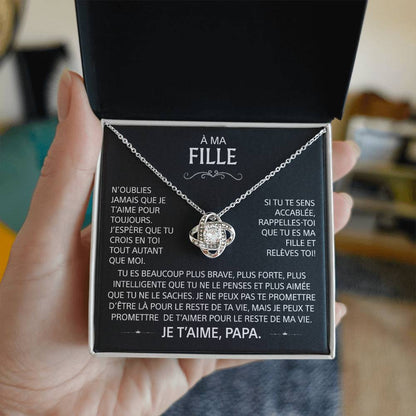 À MA
FILLE
N'OUBLIES
JAMAIS QUE JE
T'AIME POUR
TOUJOURS.
J'ESPÈRE QUE TU
CROIS EN TOI
TOUT AUTANT
QUE MOI.
SI TU TE SENS
ACCABLÉE,
RAPPELLES-TOI
QUE TU ES MA
FILLE ET
RELÈVES TOI!
TU ES BEAUCOUP PLUS BRAVE, PLUS FORTE, PLUS
INTELLIGENTE QUE TU NE LE PENSES ET PLUS AIMÉE
QUE TU NE LE SACHES. JE NE PEUX PAS TE PROMETTRE
D'ÊTRE LÀ POUR LE RESTE DE TA VIE, MAIS JE PEUX TE
PROMETTRE DE T'AIMER POUR LE RESTE DE MA VIE.
JE T'AIME, PAPA.